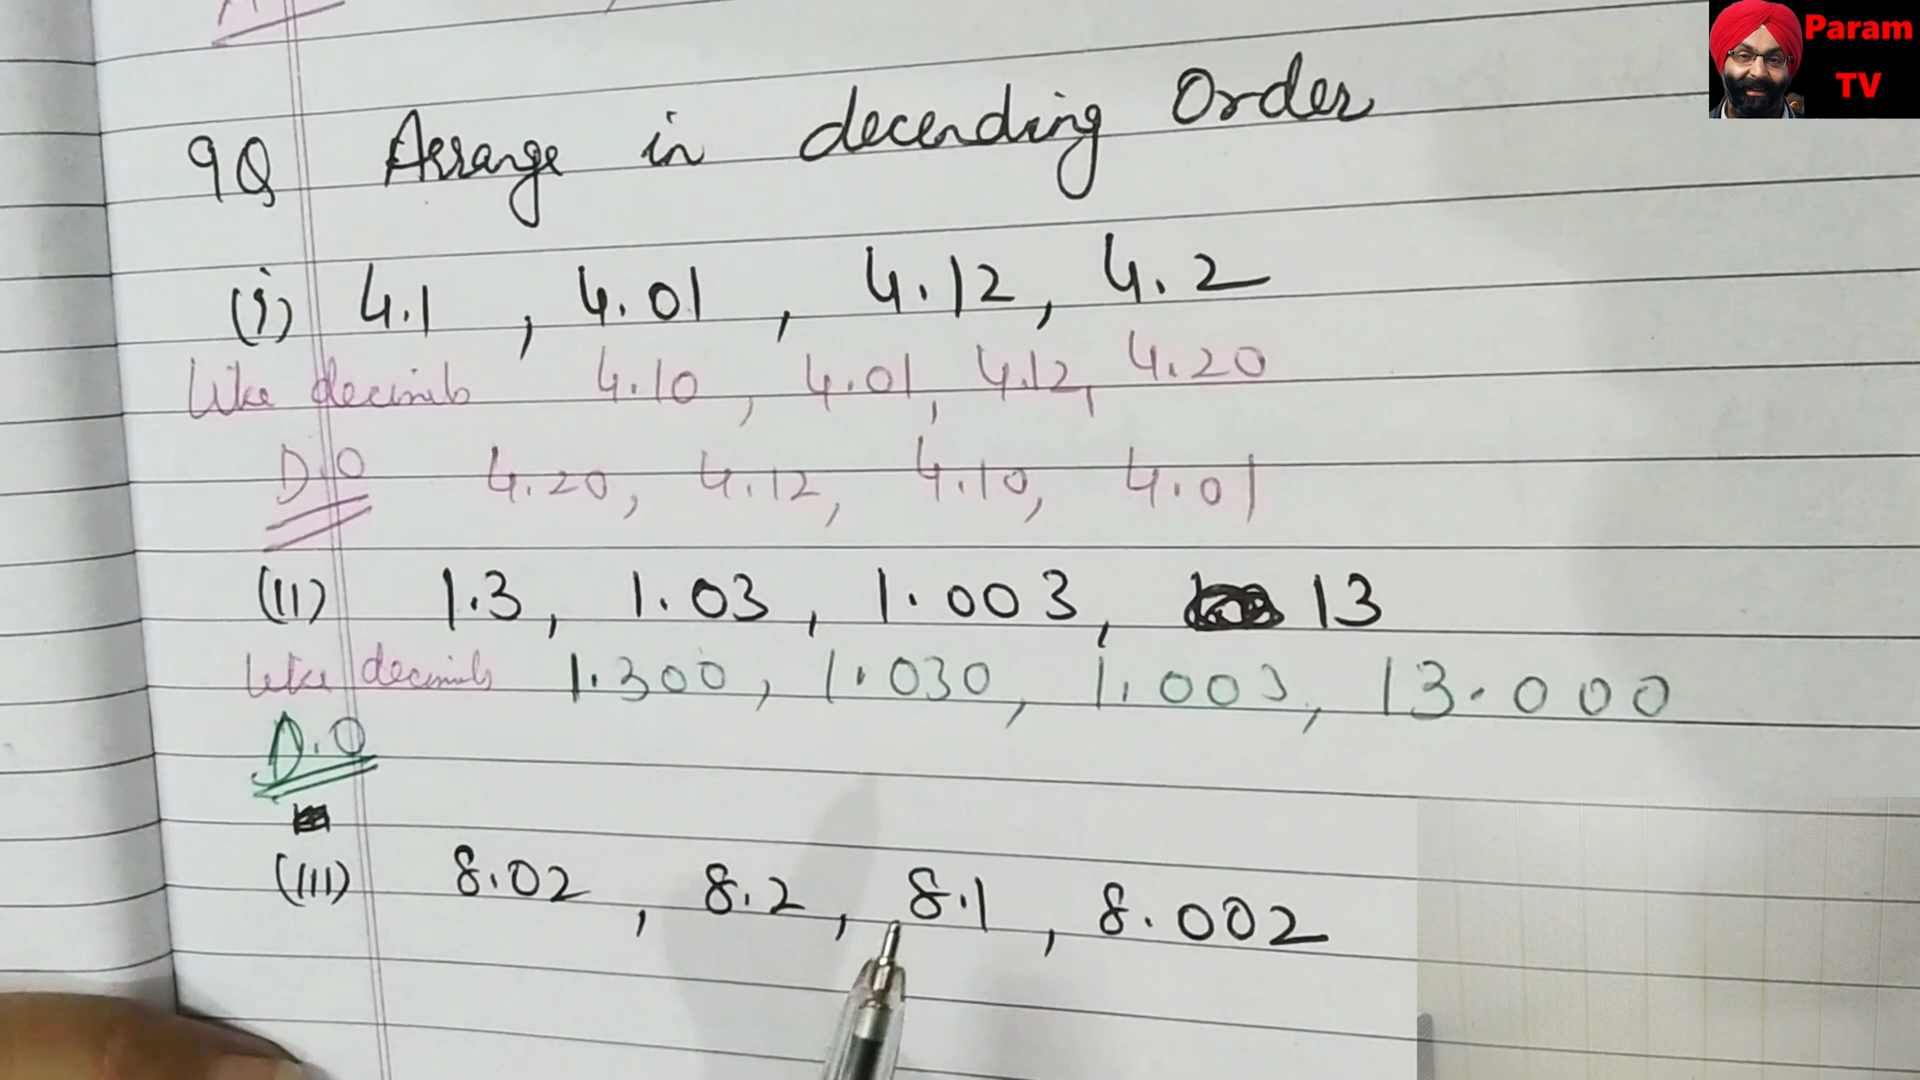 Param
TV
9Q Arrange in decending Order
(i) 4.1 , 4.01 , 4.12, 4.2
Like decimls 4.10 , 4.01, 4.12, 4.20
D.O 4.20, 4.12, 4.10, 4.01
(II) 1.3, 1.03, 1.003, 13
Like decimls 1.300, 1.030, 1.003, 13.000
D.O
(III) 8.02 , 8.2, 8.1 , 8.002